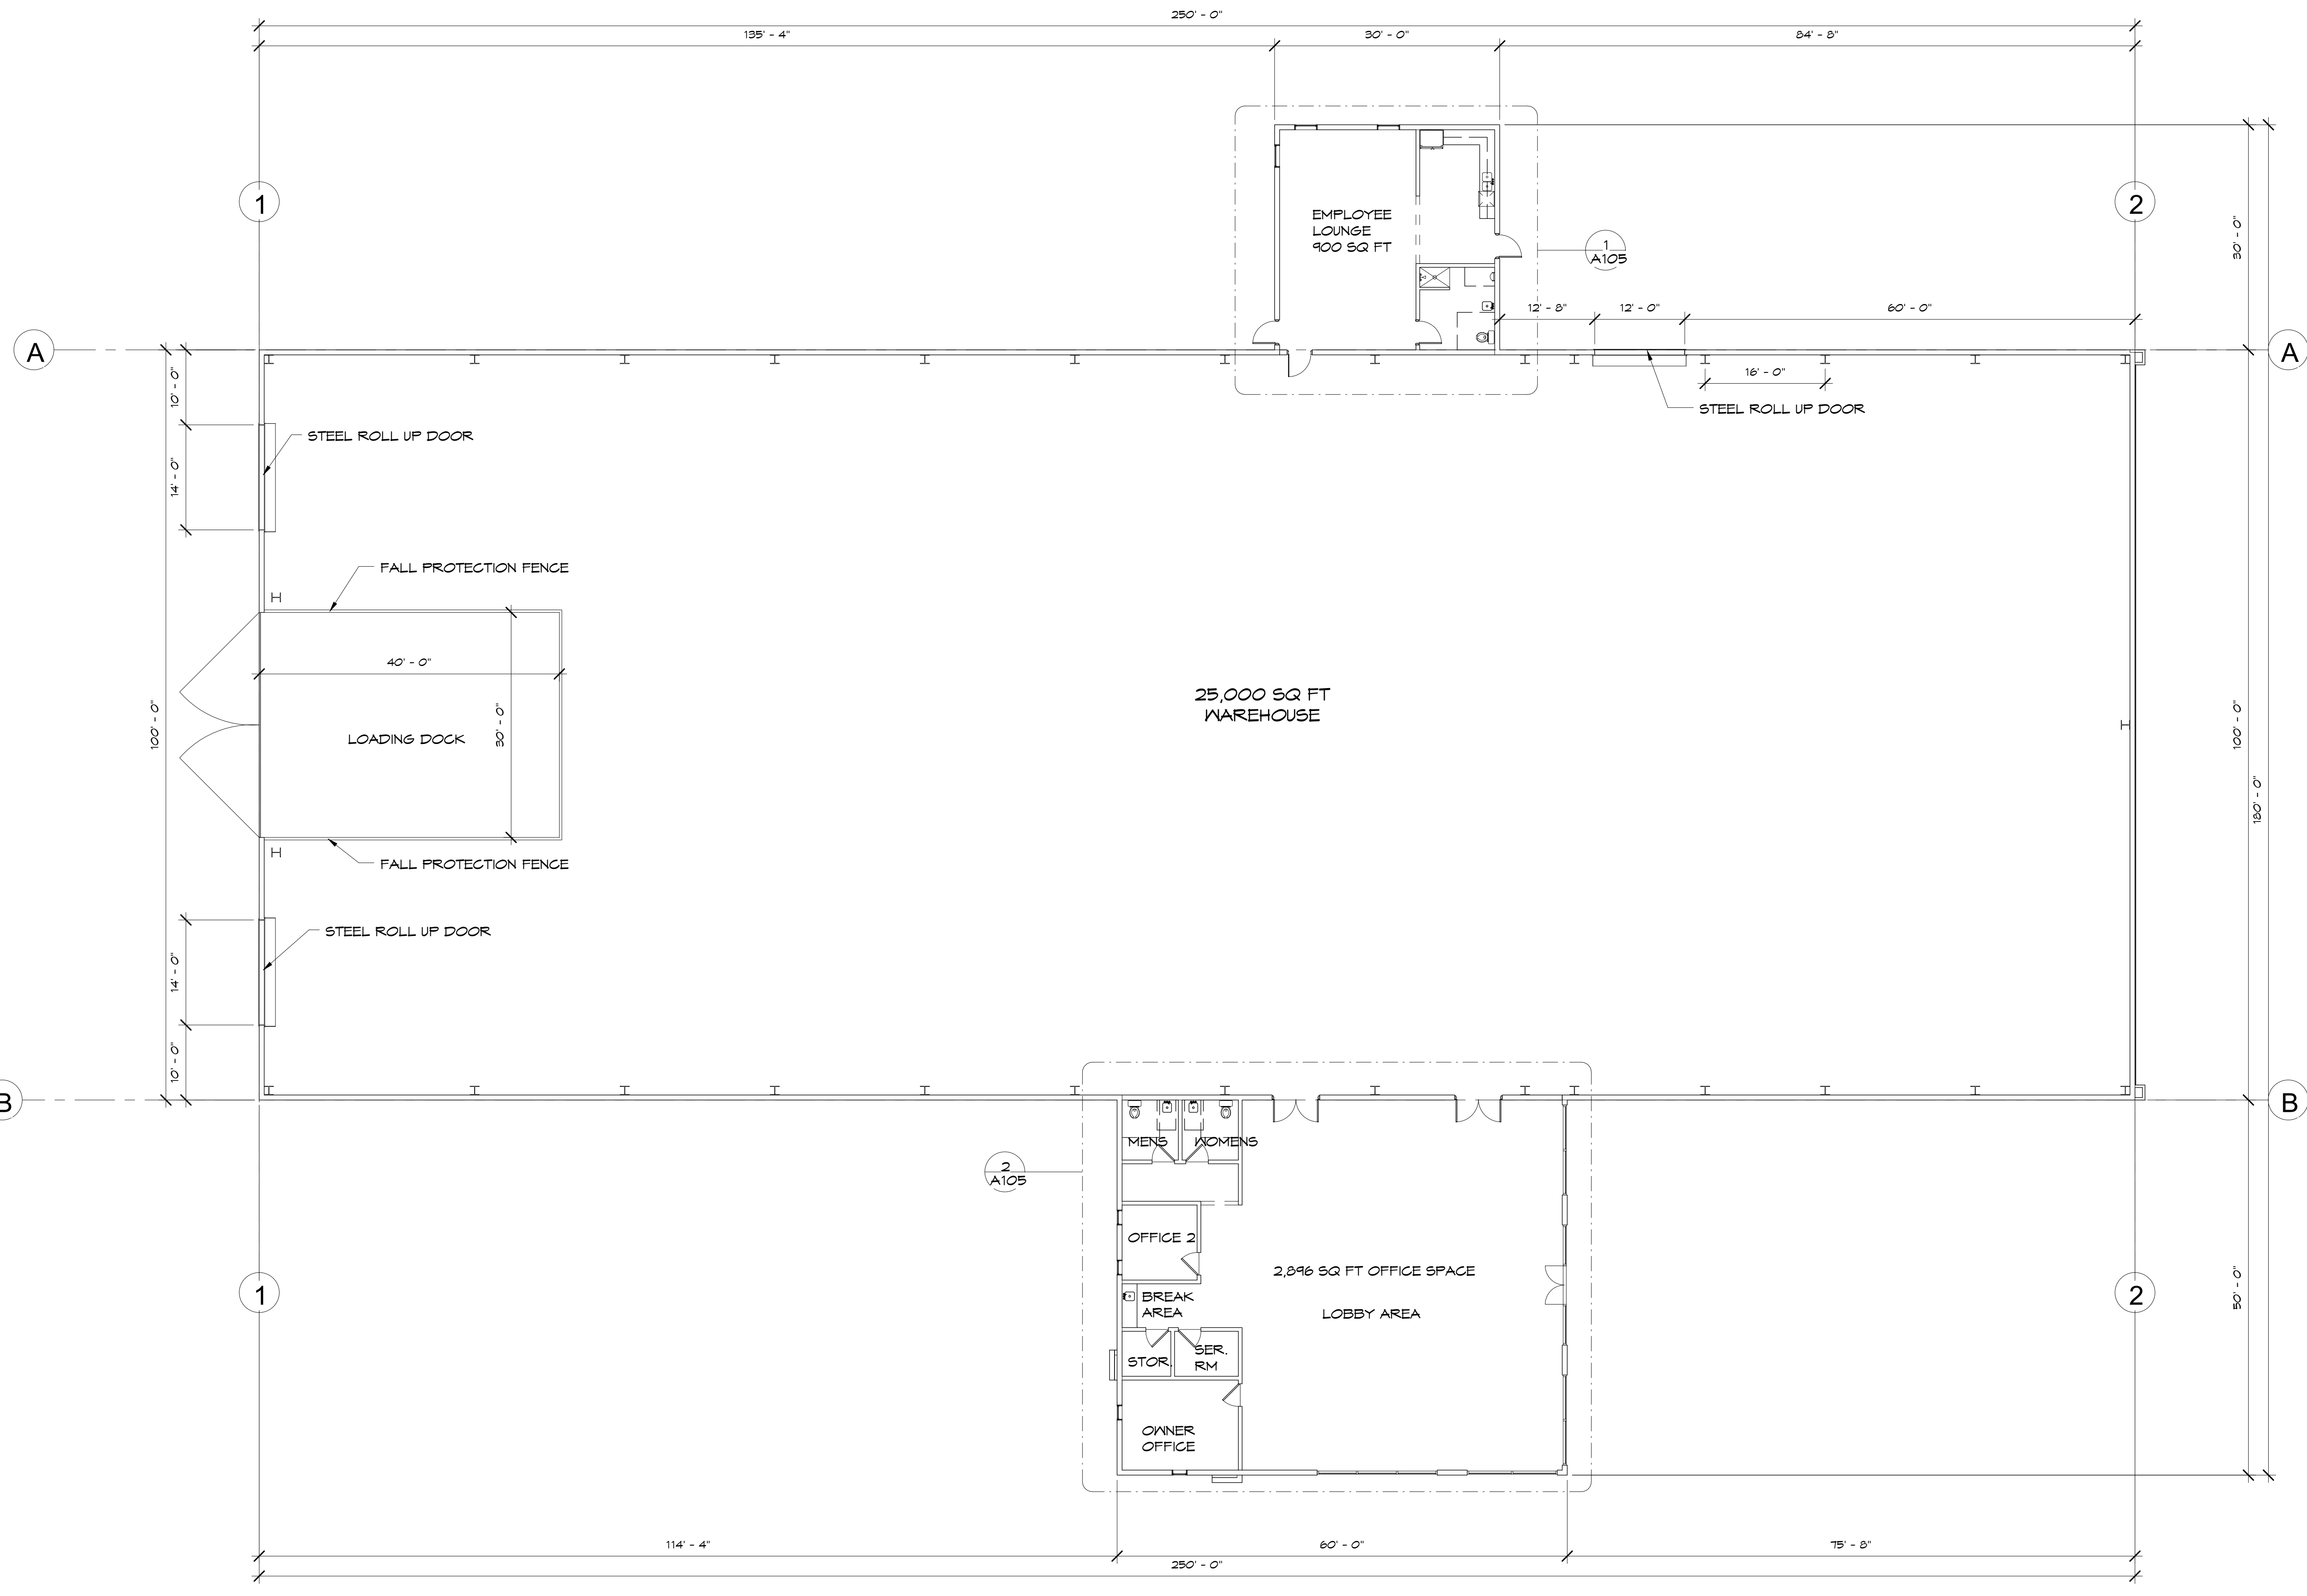 250' - 0"
135' - 4"
30' - 0"
84' - 8"
1
2
EMPLOYEE
LOUNGE
900 SQ FT
1
A105
30' - 0"
12' - 8"
12' - 0"
60' - 0"
A
A
16' - 0"
STEEL ROLL UP DOOR
10' - 0"
STEEL ROLL UP DOOR
14' - 0"
FALL PROTECTION FENCE
40' - 0"
25,000 SQ FT
WAREHOUSE
100' - 0"
LOADING DOCK
30' - 0"
100' - 0"
180' - 0"
FALL PROTECTION FENCE
STEEL ROLL UP DOOR
14' - 0"
10' - 0"
B
B
MENS
WOMENS
2
A105
OFFICE 2
2,896 SQ FT OFFICE SPACE
1
BREAK
AREA
LOBBY AREA
2
50' - 0"
STOR.
SER.
RM
OWNER
OFFICE
114' - 4"
60' - 0"
75' - 8"
250' - 0"